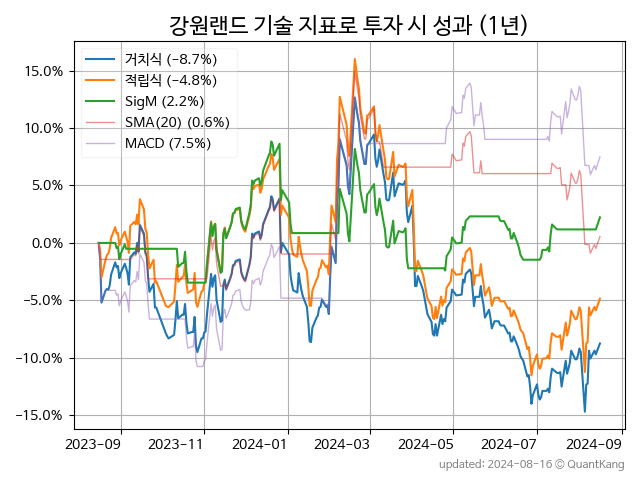 강원랜드 기술 지표로 투자 시 성과 (1년)
거치식 (−8.7%)
적립식 (−4.8%)
SigM (2.2%)
SMA(20) (0.6%)
MACD (7.5%)
15.0%
10.0%
5.0%
0.0%
−5.0%
−10.0%
−15.0%
2023−09 2023−11 2024−01 2024−03 2024−05 2024−07 2024−09
updated: 2024-08-16 © QuantKang